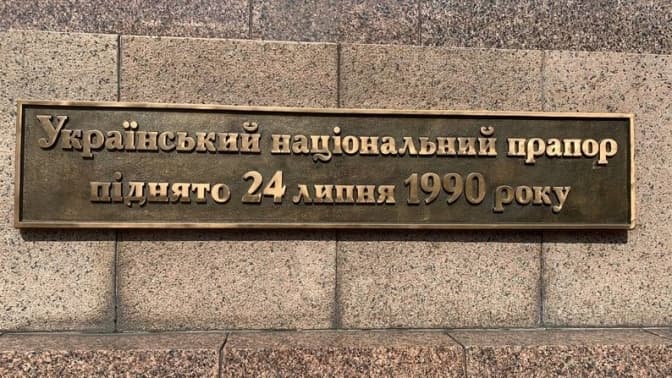 Український національний прапор
піднято 24 липня 1990 року